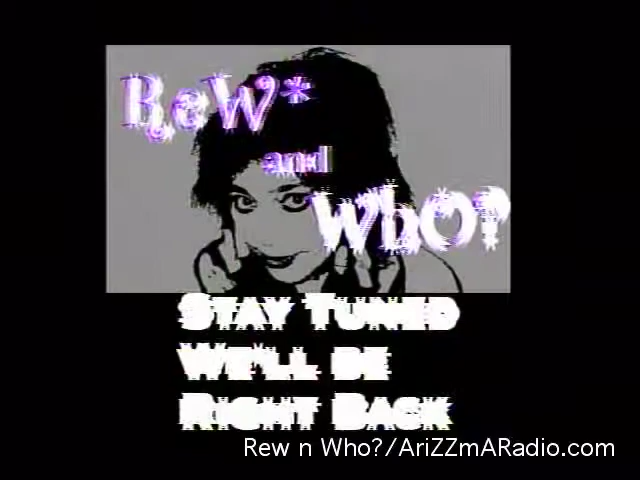 ReW*
and
WhO?
Stay Tuned
We'll be
Right Back
Rew n Who?/AriZZmARadio.com